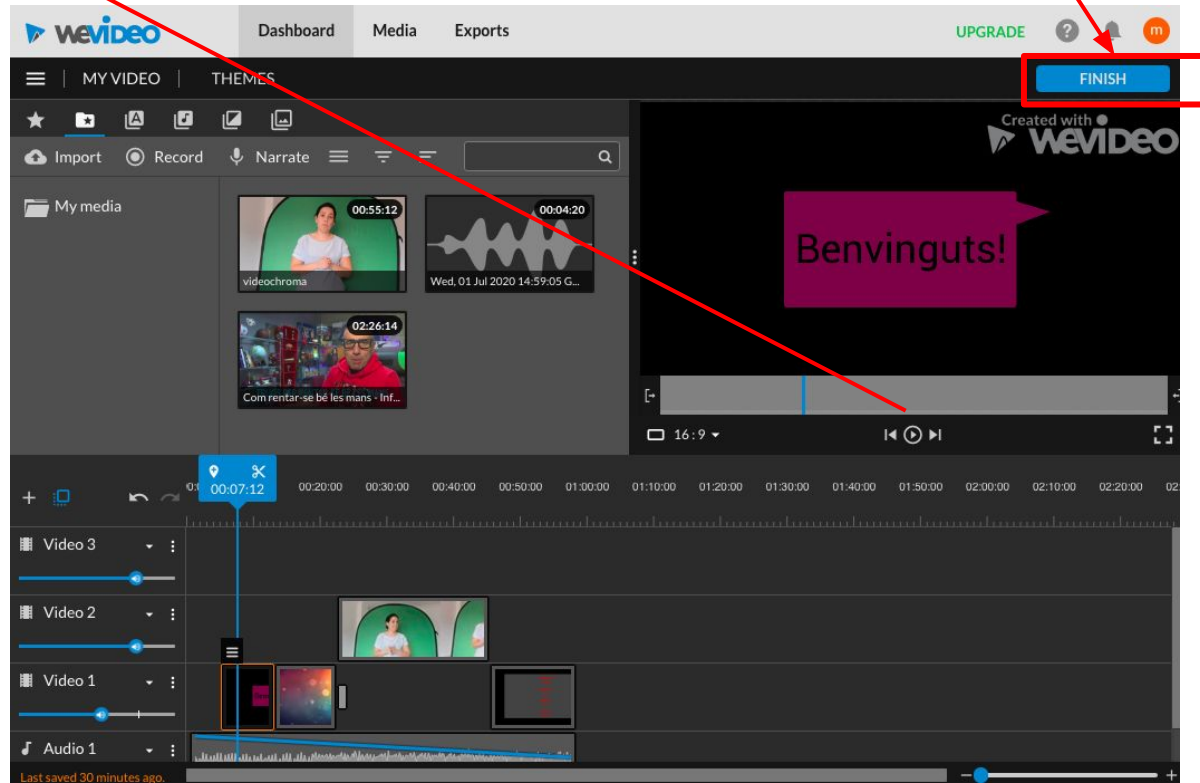 WEVIDEO Dashboard Media Exports UPGRADE ? m
MY VIDEO THEMES FINISH
Import Record Narrate
My media
00:55:12
videochroma
00:04:20
Wed, 01 Jul 2020 14:59:05 G...
02:26:14
Com rentar-se bé les mans - Inf...
Created with
WEVIDEO
Benvinguts!
16:9
00:07:12 00:20:00 00:30:00 00:40:00 00:50:00 01:00:00 01:10:00 01:20:00 01:30:00 01:40:00 01:50:00 02:00:00 02:10:00 02:20:00
Video 3
Video 2
Video 1
Audio 1
Last saved 30 minutes ago.